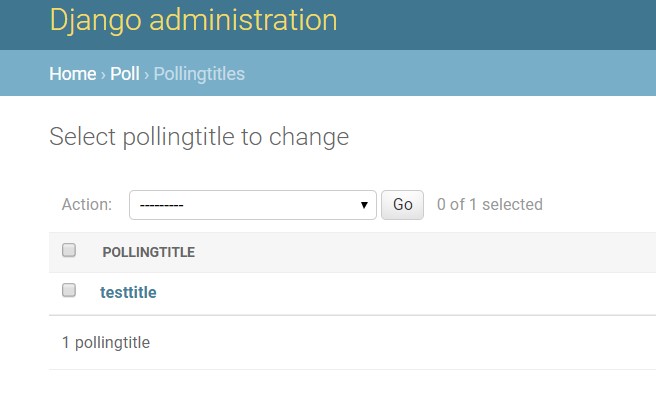 Django administration
Home › Poll › Pollingtitles
Select pollingtitle to change
Action: --------- Go 0 of 1 selected
POLLINGTITLE
testtitle
1 pollingtitle